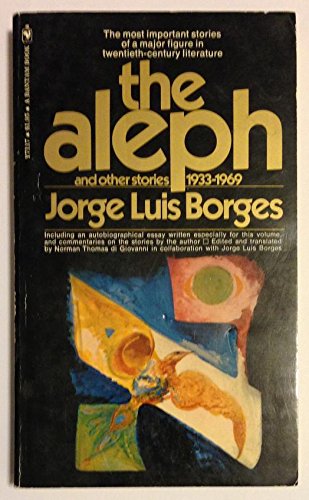 The most important stories
of a major figure in
twentieth-century literature
the
aleph
and other stories 1933-1969
Jorge Luis Borges
Including an autobiographical essay written especially for this volume,
and commentaries on the stories by the author □ Edited and translated
by Norman Thomas di Giovanni in collaboration with Jorge Luis Borges
A BANTAM BOOK